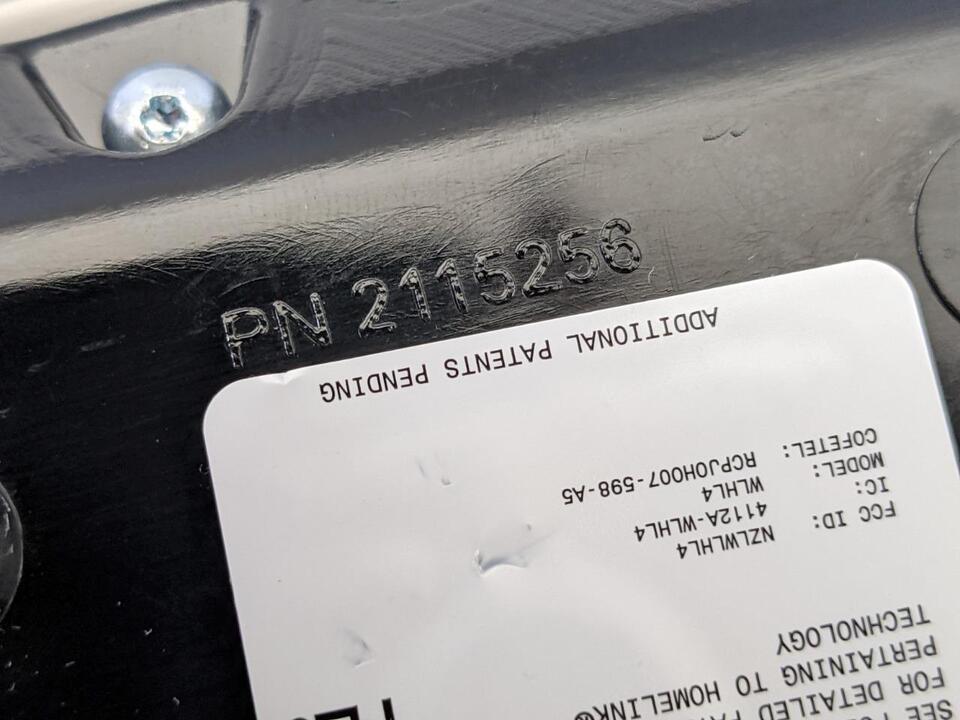 PN 2115256
SEE
FOR DETAILED
PERTAINING TO HOMELINK®
TECHNOLOGY
FCC ID: NZLWLHL4
IC: 4112A-WLHL4
MODEL: WLHL4
COFETEL: RCPJOH007-598-A5
ADDITIONAL PATENTS PENDING